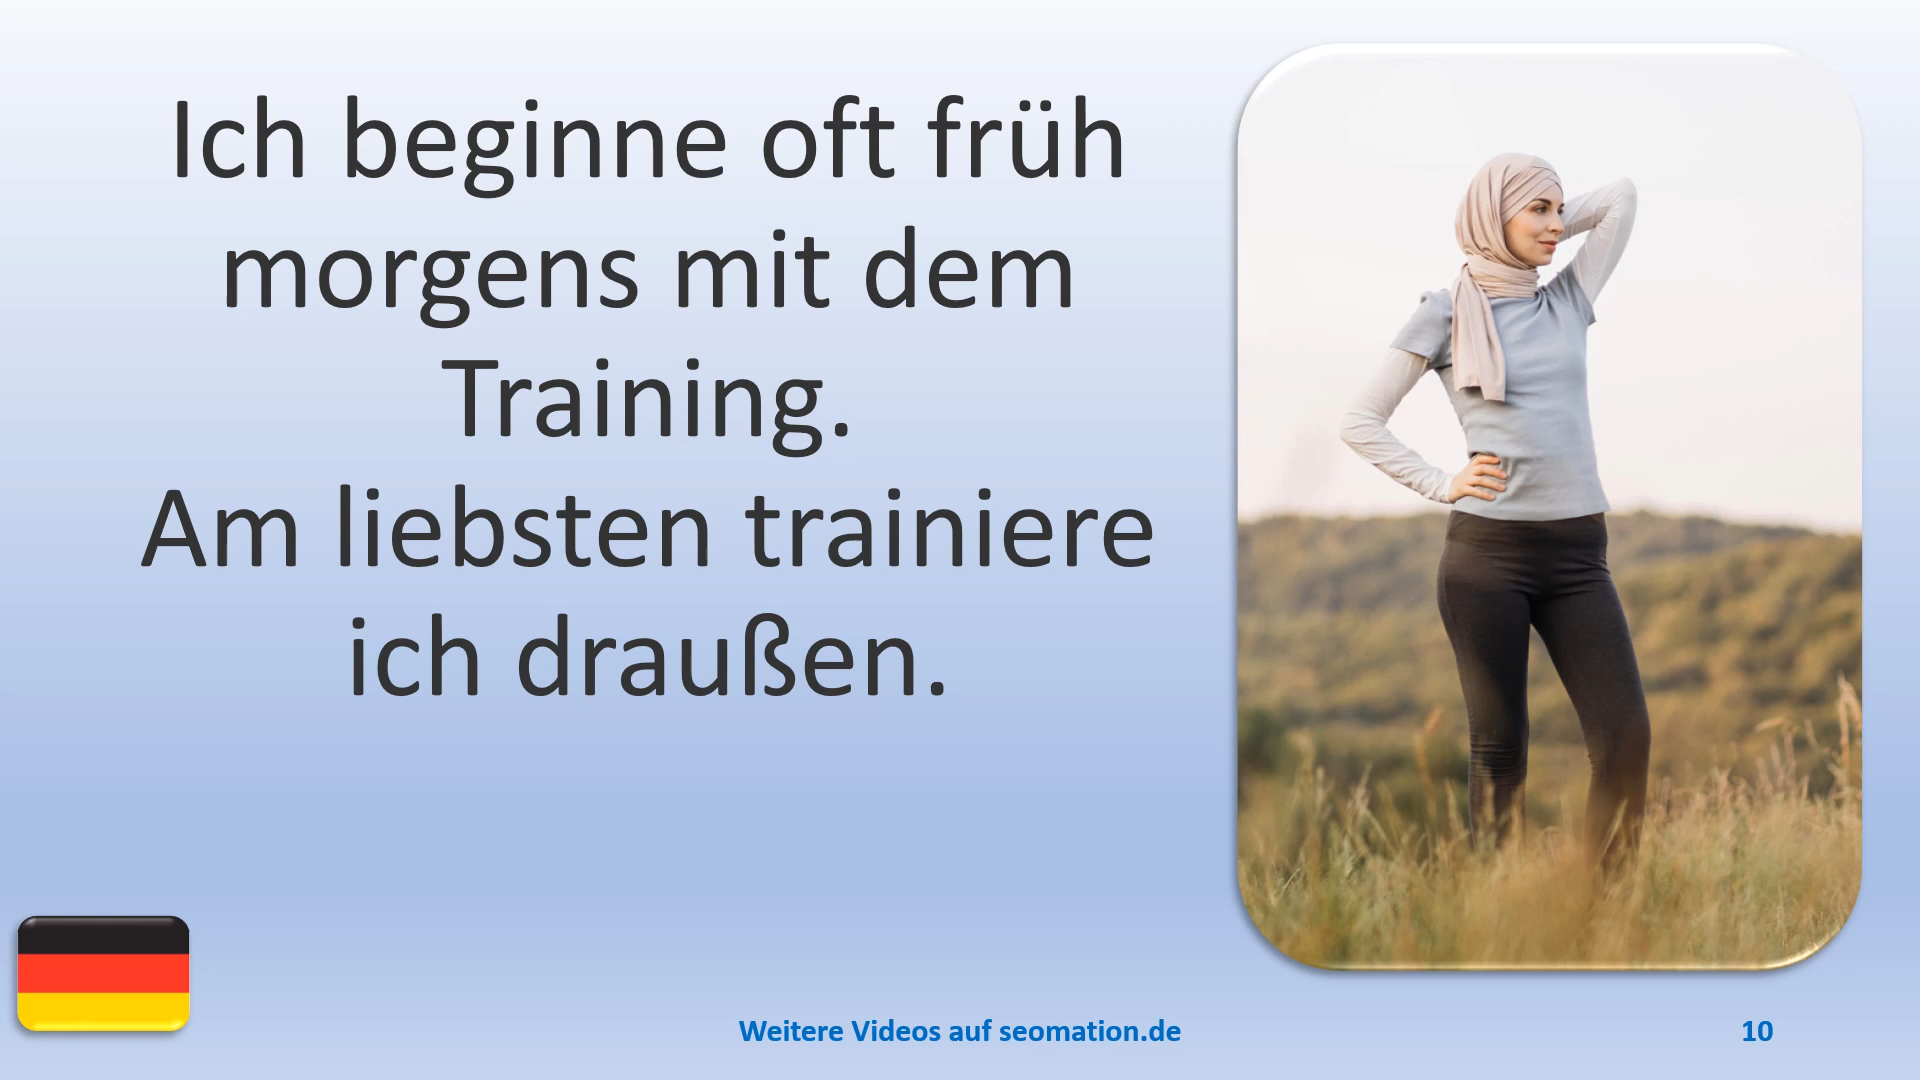 Ich beginne oft früh
morgens mit dem
Training.
Am liebsten trainiere
ich draußen.
Weitere Videos auf seomation.de
10